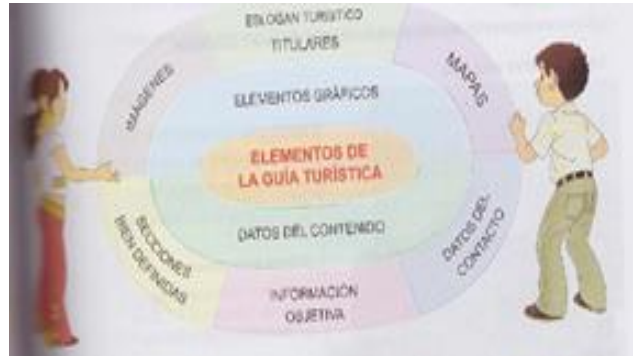 ESLOGAN TURÍSTICO
TITULARES
IMÁGENES
MAPAS
ELEMENTOS GRÁFICOS
ELEMENTOS DE
LA GUÍA TURÍSTICA
DATOS DEL CONTENIDO
SECCIONES
BIEN DEFINIDAS
DATOS DEL
CONTACTO
INFORMACIÓN
OBJETIVA